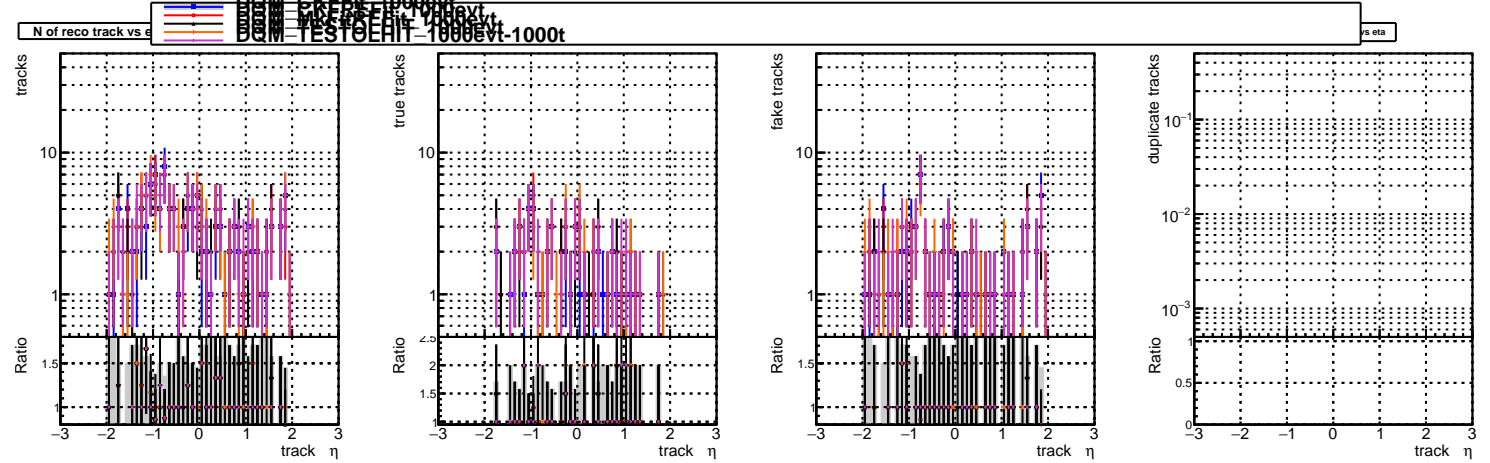 DQM_TESTOLHIT_1000evt-1000t
N of reco track vs e
vs eta
tracks
10
1
Ratio
1.5
1
−3 −2 −1 0 1 2 3
track η
true tracks
10
1
Ratio
2.5
2
1.5
1
−3 −2 −1 0 1 2 3
track η
fake tracks
10
1
Ratio
1.5
1
−3 −2 −1 0 1 2 3
track η
duplicate tracks
10−1
10−2
10−3
Ratio
1
0.5
0
−3 −2 −1 0 1 2 3
track η